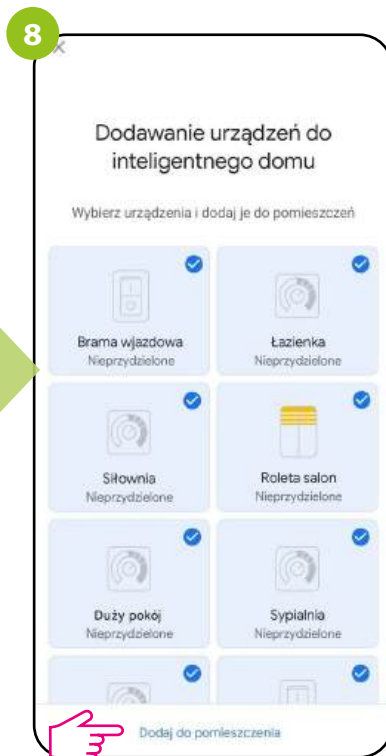 8
Dodawanie urządzeń do
inteligentnego domu
Wybierz urządzenia i dodaj je do pomieszczeń
Brama wjazdowa
Nieprzydzielone
Łazienka
Nieprzydzielone
Siłownia
Nieprzydzielone
Roleta salon
Nieprzydzielone
Duży pokój
Nieprzydzielone
Sypialnia
Nieprzydzielone
Dodaj do pomieszczenia